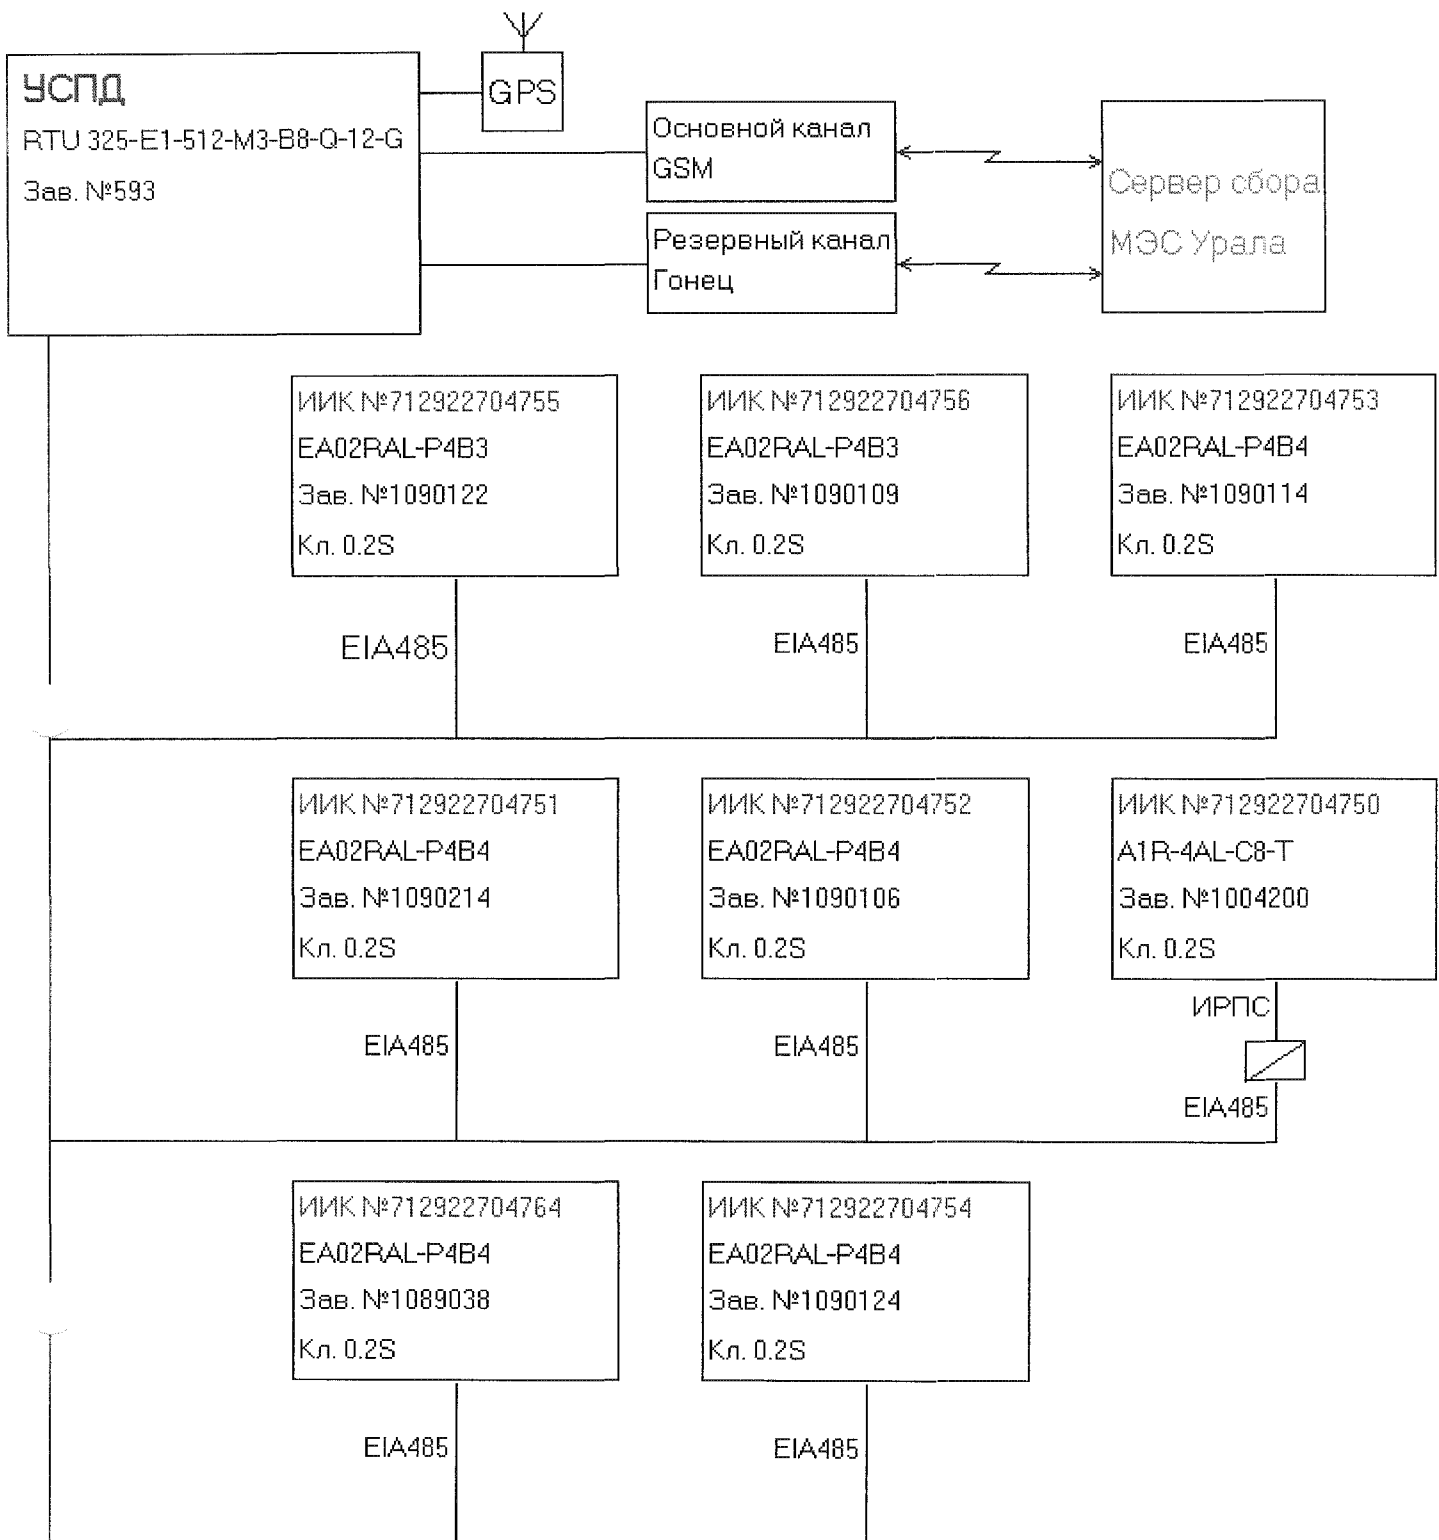 УСПД
RTU 325-E1-512-M3-B8-Q-12-G
Зав. №593
GPS
Основной канал
GSM
Резервный канал
Гонец
Сервер сбора
МЭС Урала
ИИК №712922704755
EA02RAL-P4B3
Зав. №1090122
Кл. 0.2S
EIA485
ИИК №712922704756
EA02RAL-P4B3
Зав. №1090109
Кл. 0.2S
EIA485
ИИК №712922704753
EA02RAL-P4B4
Зав. №1090114
Кл. 0.2S
EIA485
ИИК №712922704751
EA02RAL-P4B4
Зав. №1090214
Кл. 0.2S
EIA485
ИИК №712922704752
EA02RAL-P4B4
Зав. №1090106
Кл. 0.2S
EIA485
ИИК №712922704750
A1R-4AL-C8-T
Зав. №1004200
Кл. 0.2S
ИРПС
EIA485
ИИК №712922704764
EA02RAL-P4B4
Зав. №1089038
Кл. 0.2S
EIA485
ИИК №712922704754
EA02RAL-P4B4
Зав. №1090124
Кл. 0.2S
EIA485